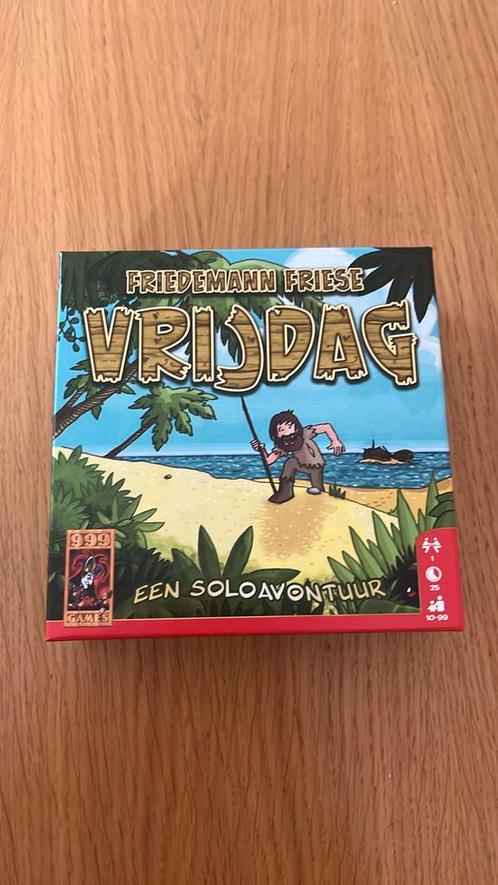 FRIEDEMANN FRIESE
VRIJDAG
EEN SOLOAVONTUUR
999
GAMES
1
25
10-99